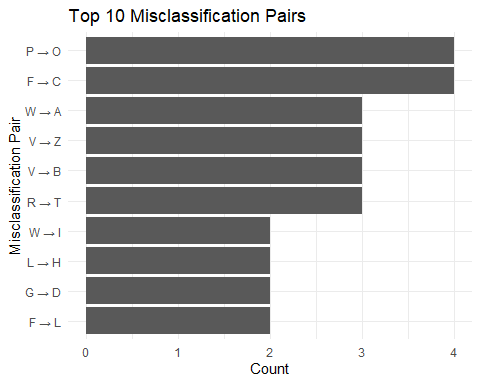 Top 10 Misclassification Pairs
Misclassification Pair
P → O
F → C
W → A
V → Z
V → B
R → T
W → I
L → H
G → D
F → L
0 1 2 3 4
Count